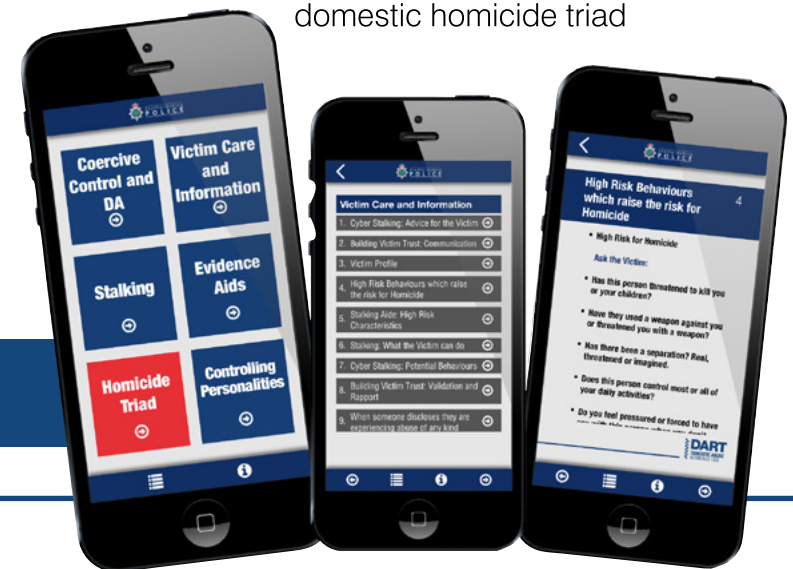 domestic homicide triad
POLICE
Coercive
Control and
DA
Victim Care
and
Information
Stalking
Evidence
Aids
Homicide
Triad
Controlling
Personalities
POLICE
Victim Care and Information
1. Cyber Stalking: Advice for the Victim
2. Building Victim Trust: Communication
3. Victim Profile
4. High Risk Behaviours which raise
the risk for Homicide
5. Stalking Aide: High Risk
Characteristics
6. Stalking: What the Victim can do
7. Cyber Stalking: Potential Behaviours
8. Building Victim Trust: Validation and
Rapport
9. When someone discloses they are
experiencing abuse of any kind
POLICE
High Risk Behaviours
which raise the risk for
Homicide
4
• High Risk for Homicide
Ask the Victim:
• Has this person threatened to kill you
or your children?
• Have they used a weapon against you
or threatened you with a weapon?
• Has there been a separation? Real,
threatened or imagined.
• Does this person control most or all of
your daily activities?
• Do you feel pressured or forced to have
DART